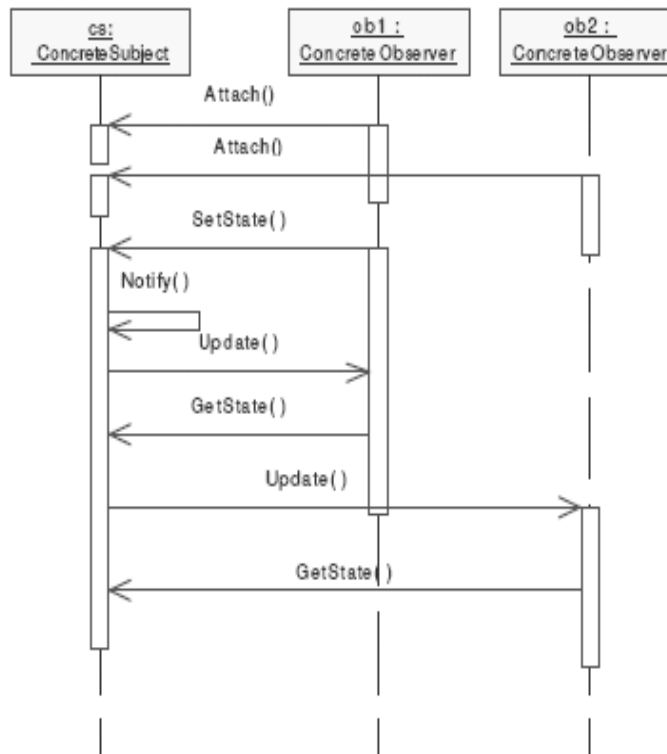 cs:
ConcreteSubject
ob1 :
ConcreteObserver
ob2 :
ConcreteObserver
Attach()
Attach()
SetState()
Notify()
Update()
GetState()
Update()
GetState()